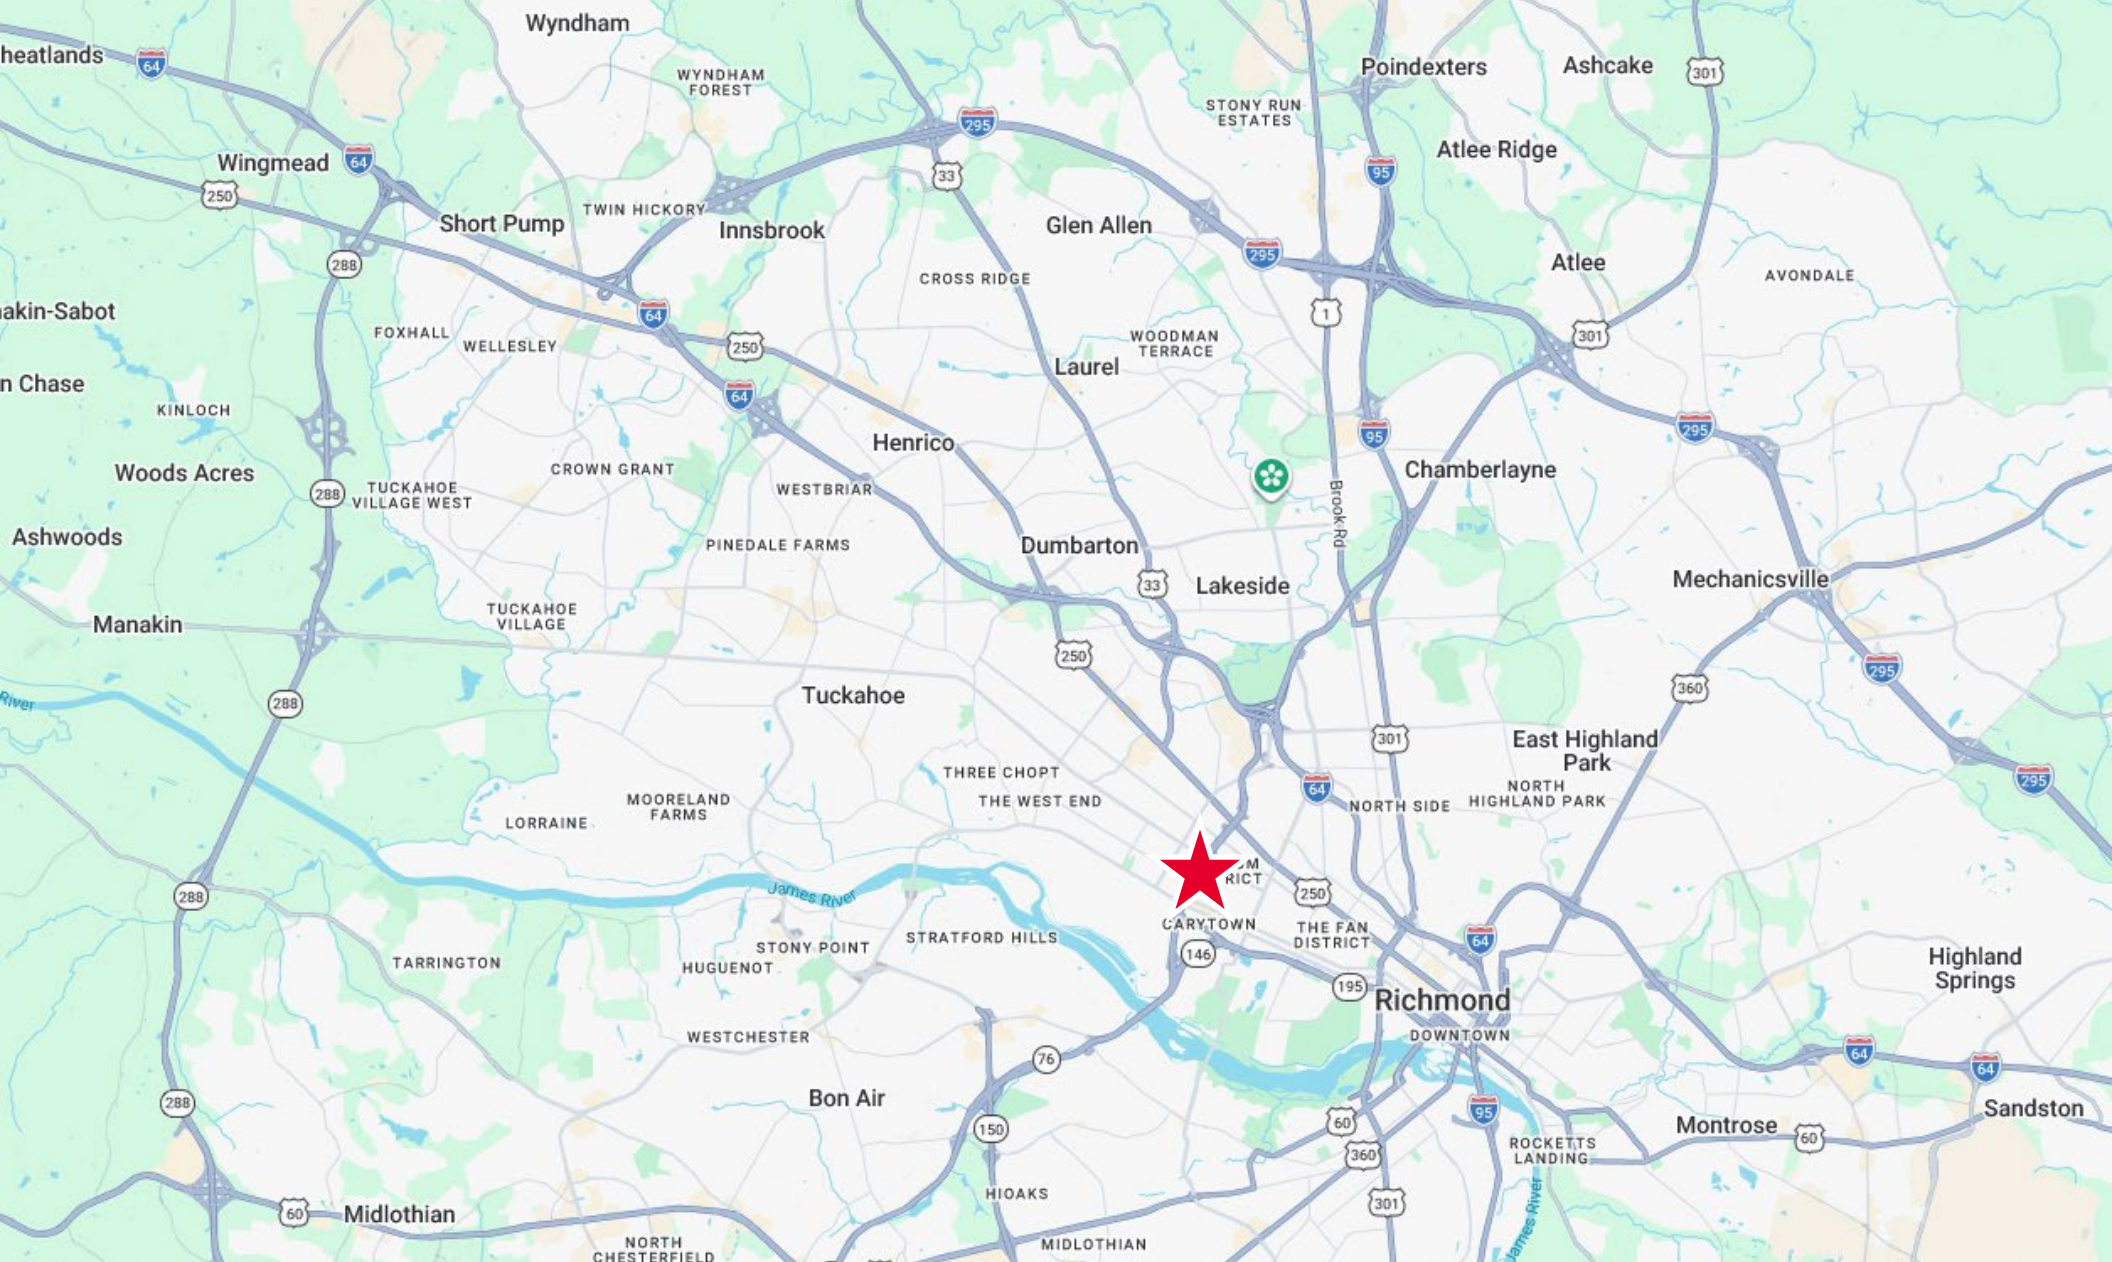 Wyndham
heatlands
64
WYNDHAM
FOREST
Poindexters
Ashcake
301
STONY RUN
ESTATES
295
Atlee Ridge
Wingmead
64
33
95
250
TWIN HICKORY
Short Pump
Innsbrook
Glen Allen
288
295
Atlee
CROSS RIDGE
AVONDALE
akin-Sabot
64
1
FOXHALL
WELLESLEY
250
WOODMAN
TERRACE
301
Laurel
n Chase
64
KINLOCH
295
95
Henrico
Woods Acres
CROWN GRANT
Chamberlayne
288
TUCKAHOE
VILLAGE WEST
WESTBRIAR
Brook Rd
Ashwoods
PINEDALE FARMS
Dumbarton
33
Lakeside
Mechanicsville
Manakin
TUCKAHOE
VILLAGE
250
295
360
River
288
Tuckahoe
301
East Highland
Park
THREE CHOPT
THE WEST END
64
NORTH SIDE
NORTH
HIGHLAND PARK
295
MOORELAND
FARMS
LORRAINE
UM
RICT
288
James River
250
CARYTOWN
THE FAN
DISTRICT
64
STRATFORD HILLS
STONY POINT
146
TARRINGTON
HUGUENOT
Highland
Springs
195
Richmond
WESTCHESTER
DOWNTOWN
76
64
64
Bon Air
288
95
Sandston
150
60
Montrose
60
360
ROCKETTS
LANDING
HIOAKS
301
60
Midlothian
James River
NORTH
CHESTERFIELD
MIDLOTHIAN